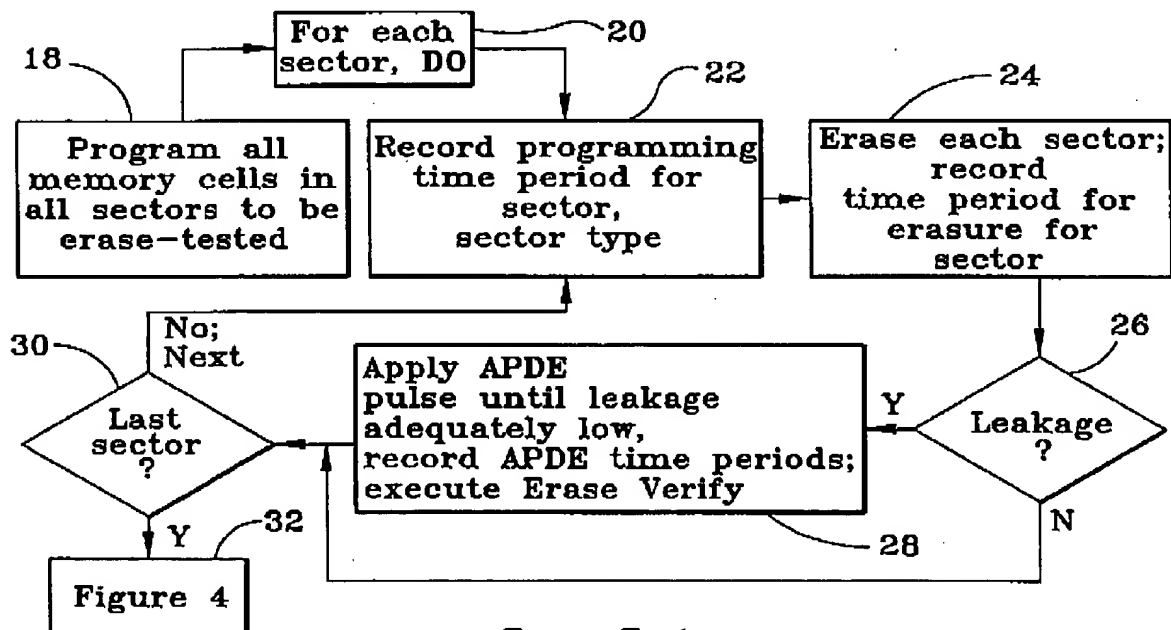 18
For each
sector, DO
20
Program all
memory cells in
all sectors to be
erase-tested
22
Record programming
time period for
sector,
sector type
24
Erase each sector;
record
time period for
erasure for
sector
26
Leakage
?
Y
N
Apply APDE
pulse until leakage
adequately low,
record APDE time periods;
execute Erase Verify
28
30
No;
Next
Last
sector
?
Y
32
Figure 4